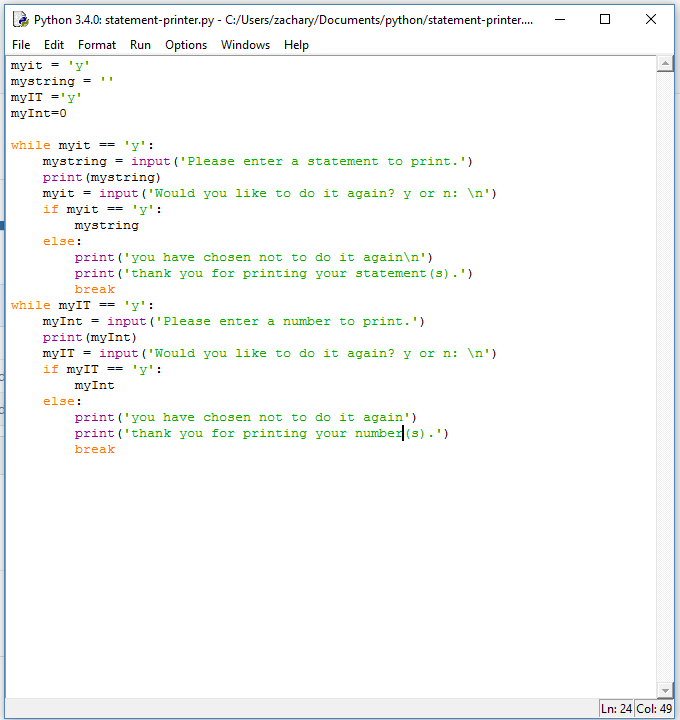 Python 3.4.0: statement-printer.py - C:/Users/zachary/Documents/python/statement-printer....
File Edit Format Run Options Windows Help
myit = 'y'
mystring = ''
myIT ='y'
myInt=0

while myit == 'y':
    mystring = input('Please enter a statement to print.')
    print(mystring)
    myit = input('Would you like to do it again? y or n: \n')
    if myit == 'y':
        mystring
    else:
        print('you have chosen not to do it again\n')
        print('thank you for printing your statement(s).')
        break
while myIT == 'y':
    myInt = input('Please enter a number to print.')
    print(myInt)
    myIT = input('Would you like to do it again? y or n: \n')
    if myIT == 'y':
        myInt
    else:
        print('you have chosen not to do it again')
        print('thank you for printing your number(s).')
        break
Ln: 24 Col: 49